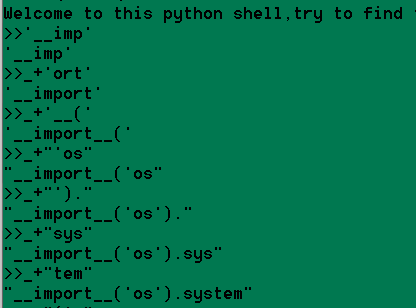 Welcome to this python shell,try to find
>>'__imp'
'__imp'
>>_+'ort'
'__import'
>>_+'__('
'__import__('
>>_+"'os"
"__import__('os"
>>_+"')."
"__import__('os')."
>>_+"sys"
"__import__('os').sys"
>>_+"tem"
"__import__('os').system"